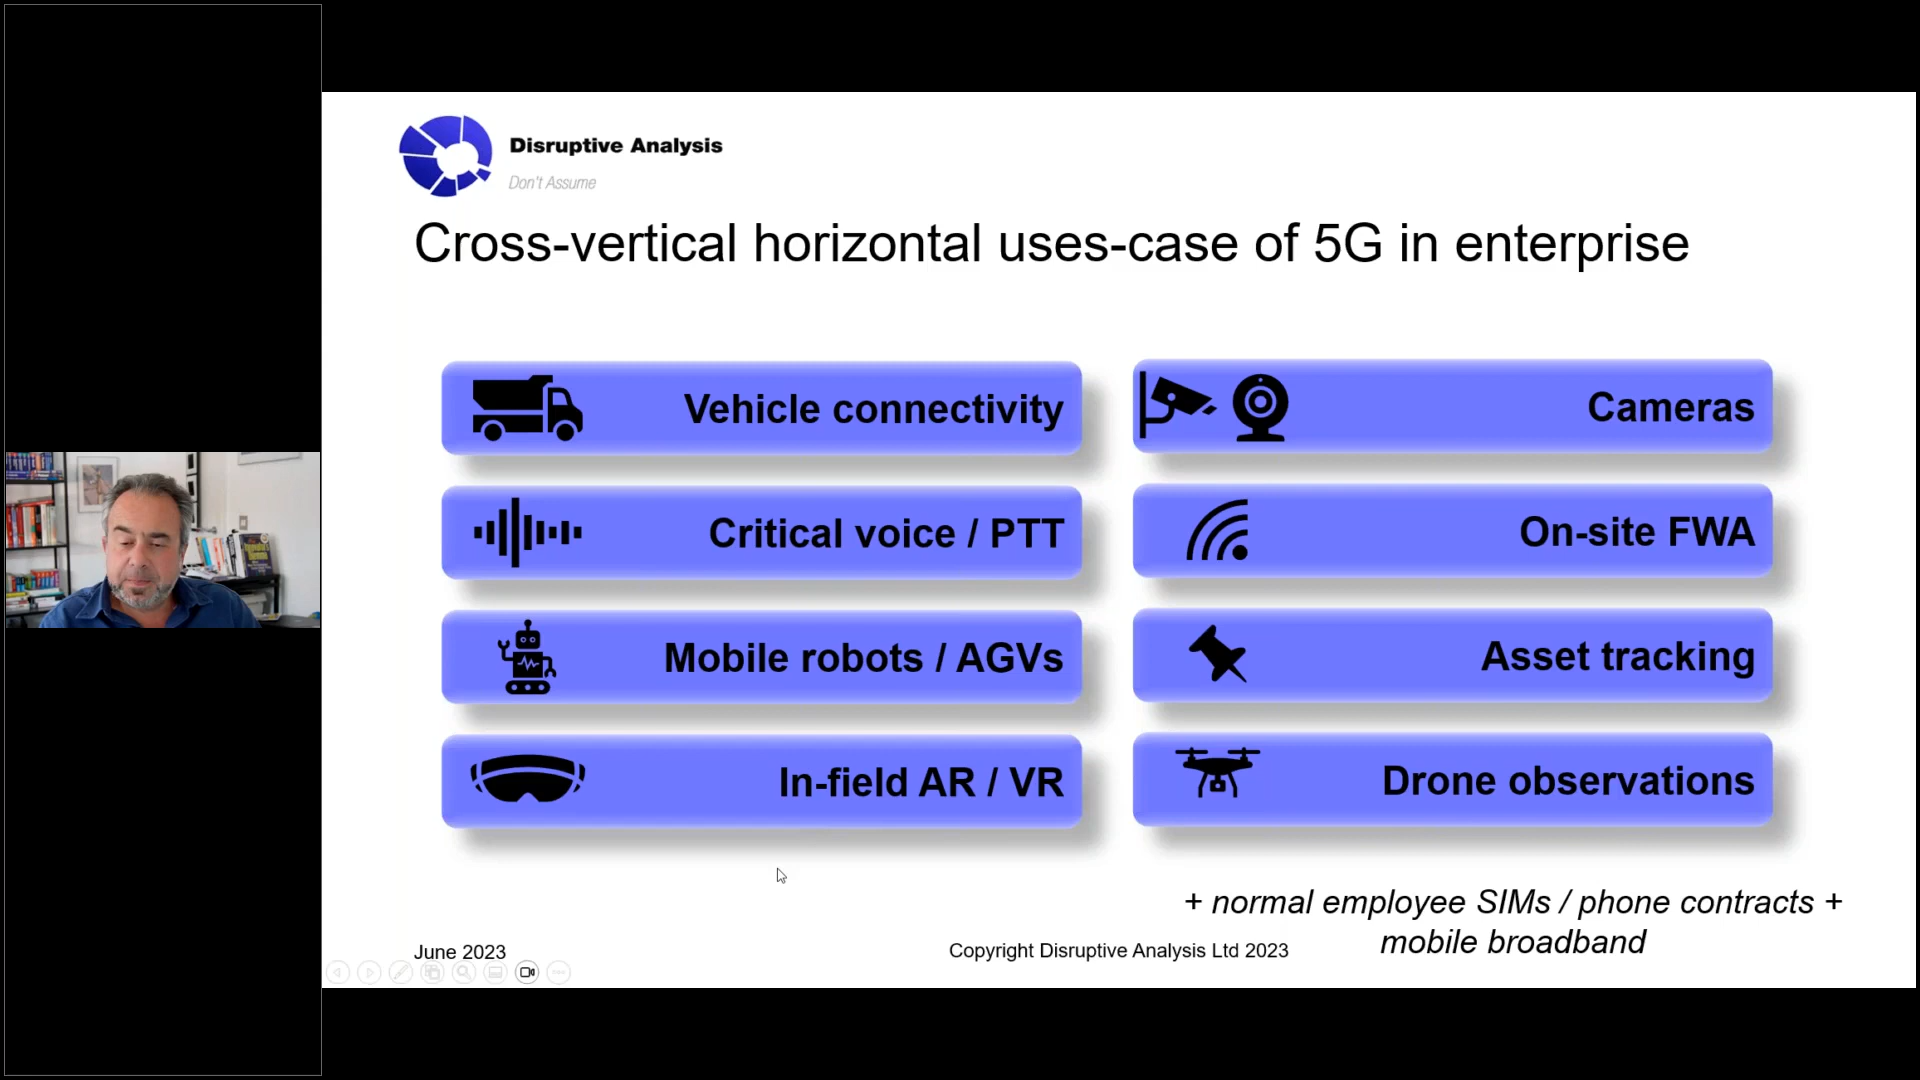 Disruptive Analysis
Don't Assume
Cross-vertical horizontal uses-case of 5G in enterprise
Vehicle connectivity
Cameras
Critical voice / PTT
On-site FWA
Mobile robots / AGVs
Asset tracking
In-field AR / VR
Drone observations
+ normal employee SIMs / phone contracts +
mobile broadband
June 2023
Copyright Disruptive Analysis Ltd 2023